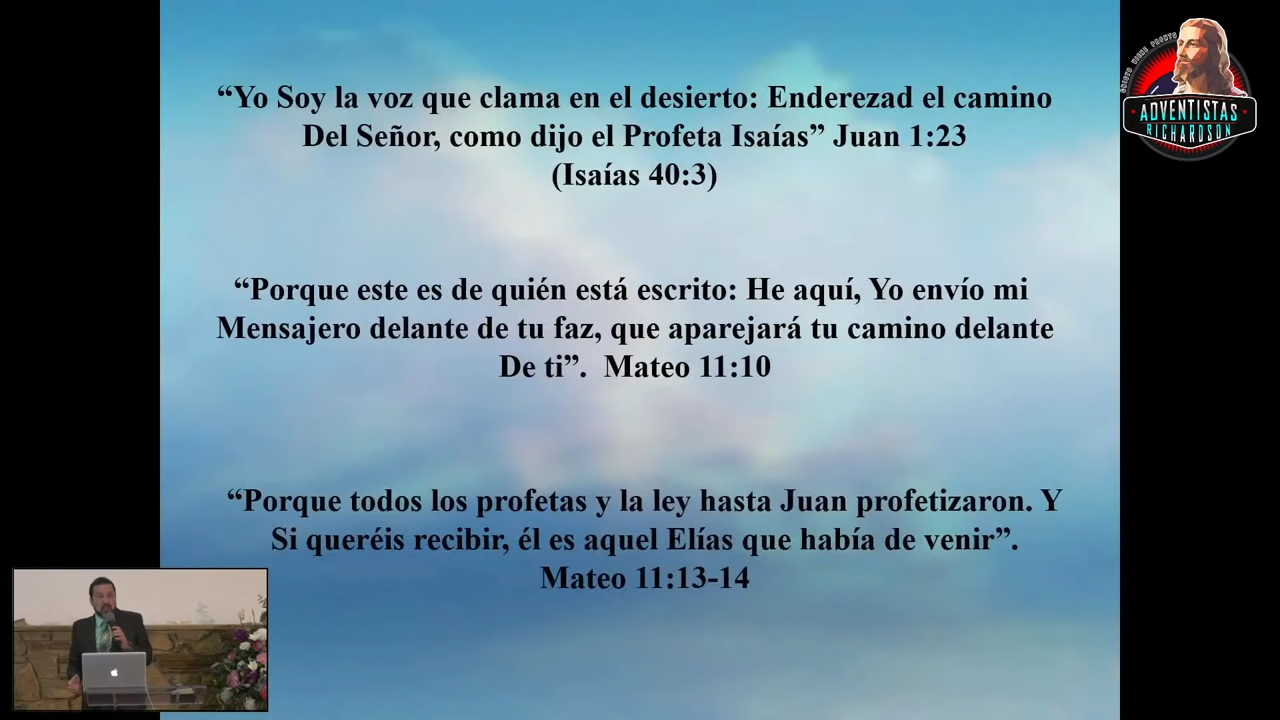 “Yo Soy la voz que clama en el desierto: Enderezad el camino
Del Señor, como dijo el Profeta Isaías” Juan 1:23
(Isaías 40:3)
“Porque este es de quién está escrito: He aquí, Yo envío mi
Mensajero delante de tu faz, que aparejará tu camino delante
De ti”.  Mateo 11:10
“Porque todos los profetas y la ley hasta Juan profetizaron. Y
Si queréis recibir, él es aquel Elías que había de venir”.
Mateo 11:13-14
CRISTO VIENE PRONTO
ADVENTISTAS
RICHARDSON